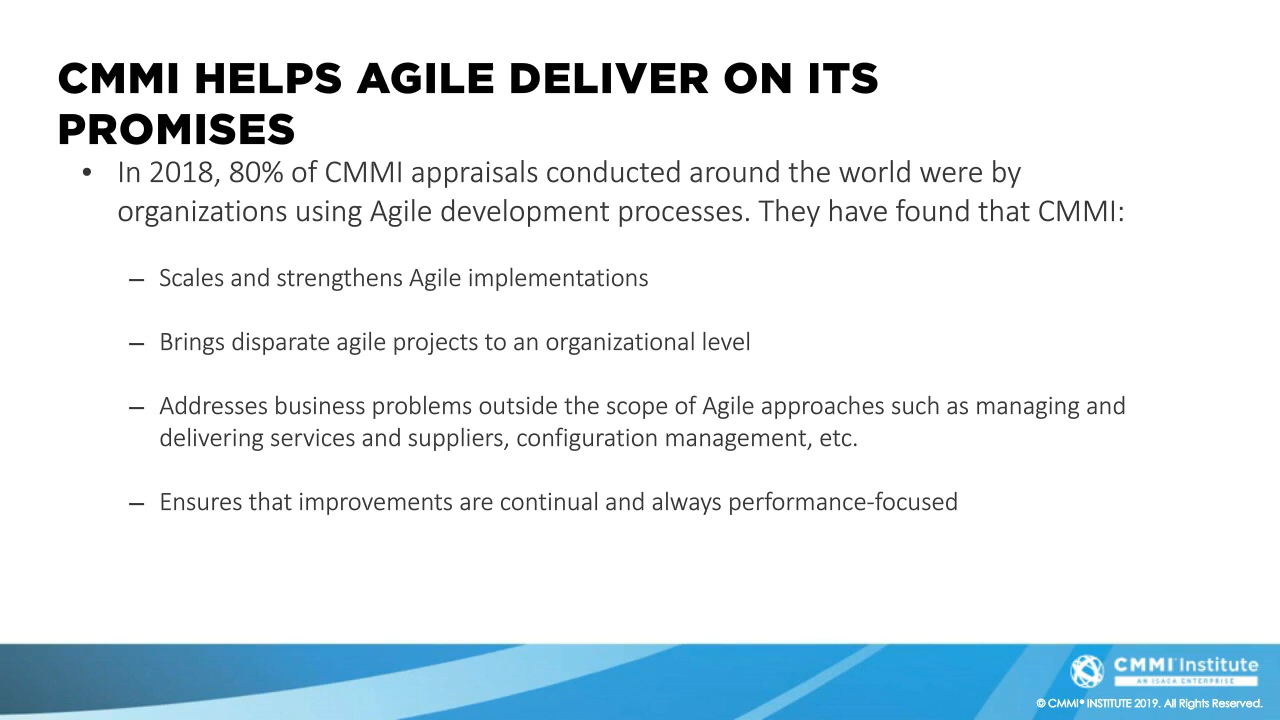 CMMI HELPS AGILE DELIVER ON ITS
PROMISES
• In 2018, 80% of CMMI appraisals conducted around the world were by
organizations using Agile development processes. They have found that CMMI:
– Scales and strengthens Agile implementations
– Brings disparate agile projects to an organizational level
– Addresses business problems outside the scope of Agile approaches such as managing and
delivering services and suppliers, configuration management, etc.
– Ensures that improvements are continual and always performance-focused
CMMI Institute
AN ISACA ENTERPRISE
© CMMI® INSTITUTE 2019. All Rights Reserved.